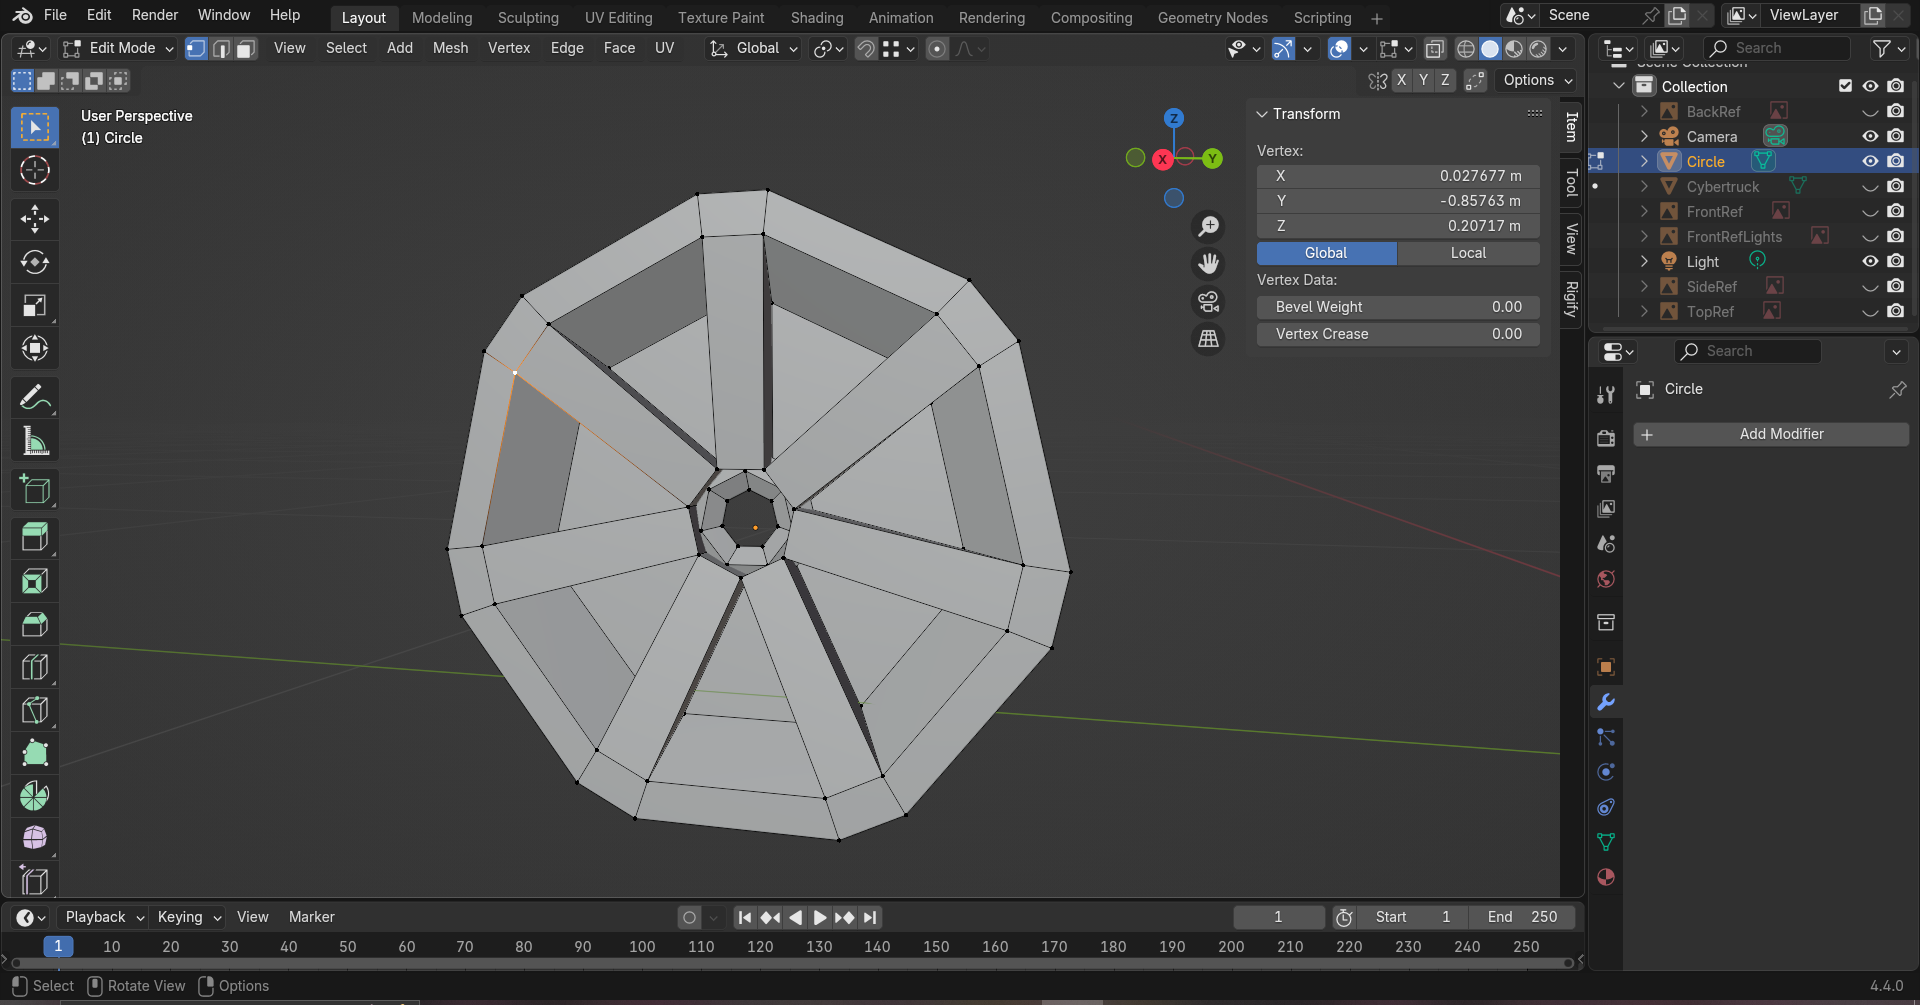 File Edit Render Window Help Layout Modeling Sculpting UV Editing Texture Paint Shading Animation Rendering Compositing Geometry Nodes Scripting + Scene ViewLayer
Edit Mode View Select Add Mesh Vertex Edge Face UV Global Search
X Y Z Options
User Perspective
(1) Circle
Z
X
Y
Transform
Vertex:
X 0.027677 m
Y -0.85763 m
Z 0.20717 m
Global Local
Vertex Data:
Bevel Weight 0.00
Vertex Crease 0.00
Item
Tool
View
Rigify
Scene Collection
Collection
BackRef
Camera
Circle
Cybertruck
FrontRef
FrontRefLights
Light
SideRef
TopRef
Search
Circle
+ Add Modifier
Playback Keying View Marker 1 Start 1 End 250
1 10 20 30 40 50 60 70 80 90 100 110 120 130 140 150 160 170 180 190 200 210 220 230 240 250
Select Rotate View Options 4.4.0